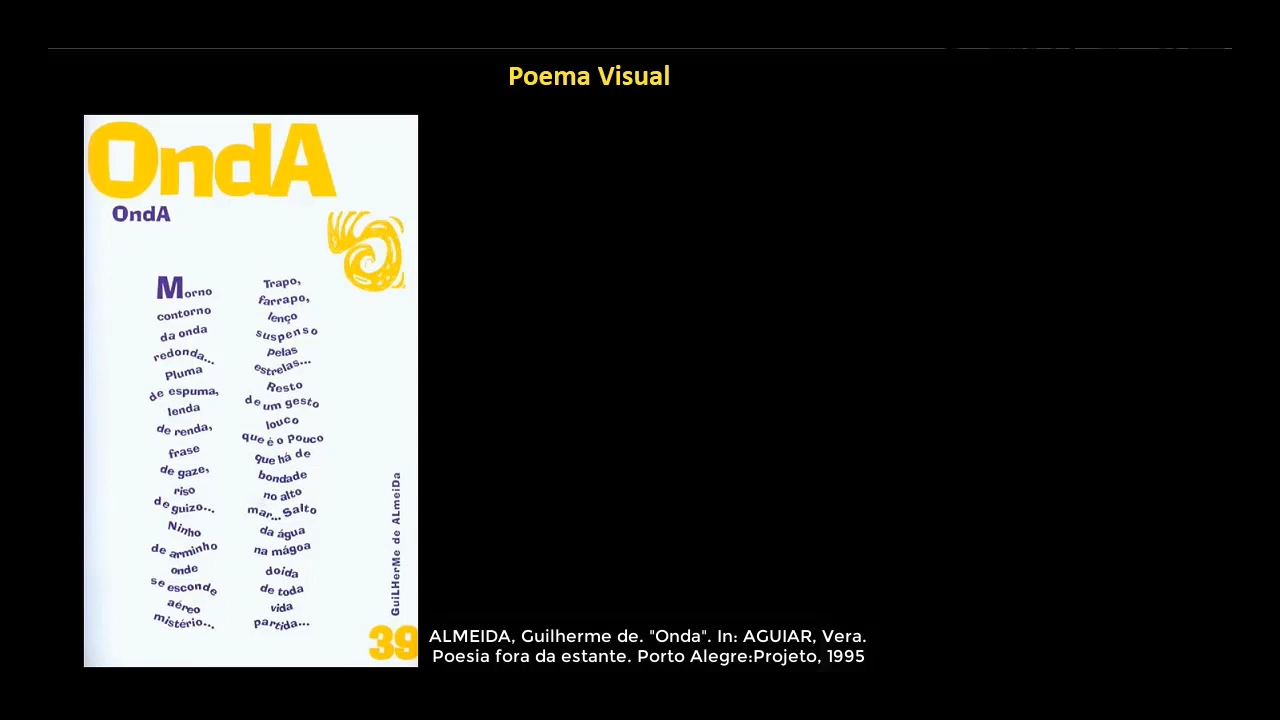 Poema Visual
OndA
OndA
Morno
contorno
da onda
redonda...
Pluma
de espuma,
lenda
de renda,
frase
de gaze,
riso
de guizo...
Ninho
de arminho
onde
se esconde
aéreo
mistério...
Trapo,
farrapo,
lenço
suspenso
pelas
estrelas...
Resto
de um gesto
louco
que é o pouco
que há de
bondade
no alto
mar... Salto
da água
na mágoa
doida
de toda
vida
partida...
GuiLHerMe de ALmeiDa
39
ALMEIDA, Guilherme de. "Onda". In: AGUIAR, Vera.
Poesia fora da estante. Porto Alegre:Projeto, 1995